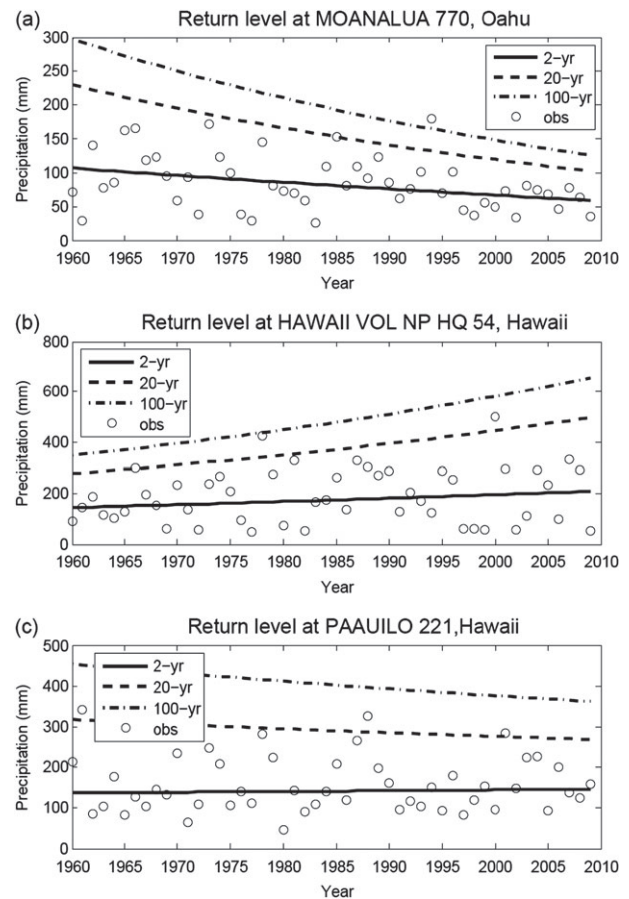 (a) Return level at MOANALUA 770, Oahu
300
250
200
150
100
50
0
Precipitation (mm)
2-yr
20-yr
100-yr
obs
1960 1965 1970 1975 1980 1985 1990 1995 2000 2005 2010
Year
(b) Return level at HAWAII VOL NP HQ 54, Hawaii
800
600
400
200
0
Precipitation (mm)
2-yr
20-yr
100-yr
obs
1960 1965 1970 1975 1980 1985 1990 1995 2000 2005 2010
Year
(c) Return level at PAAUILO 221,Hawaii
500
400
300
200
100
0
Precipitation (mm)
2-yr
20-yr
100-yr
obs
1960 1965 1970 1975 1980 1985 1990 1995 2000 2005 2010
Year